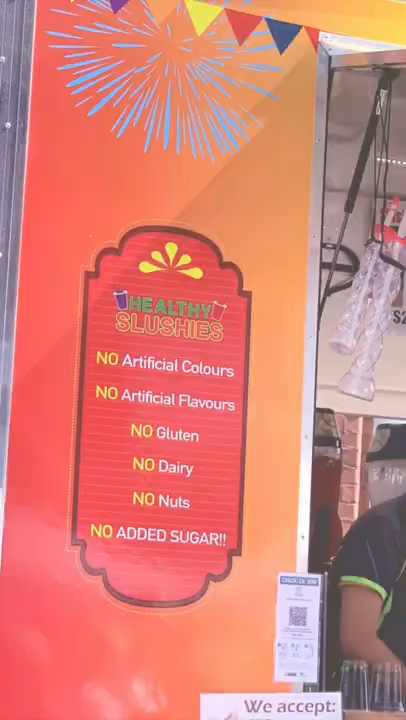 HEALTHY
SLUSHIES
NO Artificial Colours
NO Artificial Flavours
NO Gluten
NO Dairy
NO Nuts
NO ADDED SUGAR!!
We accept: